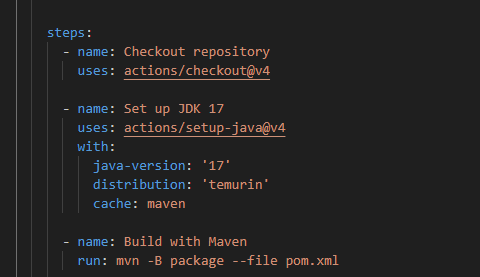 steps:
- name: Checkout repository
uses: actions/checkout@v4
- name: Set up JDK 17
uses: actions/setup-java@v4
with:
java-version: '17'
distribution: 'temurin'
cache: maven
- name: Build with Maven
run: mvn -B package --file pom.xml